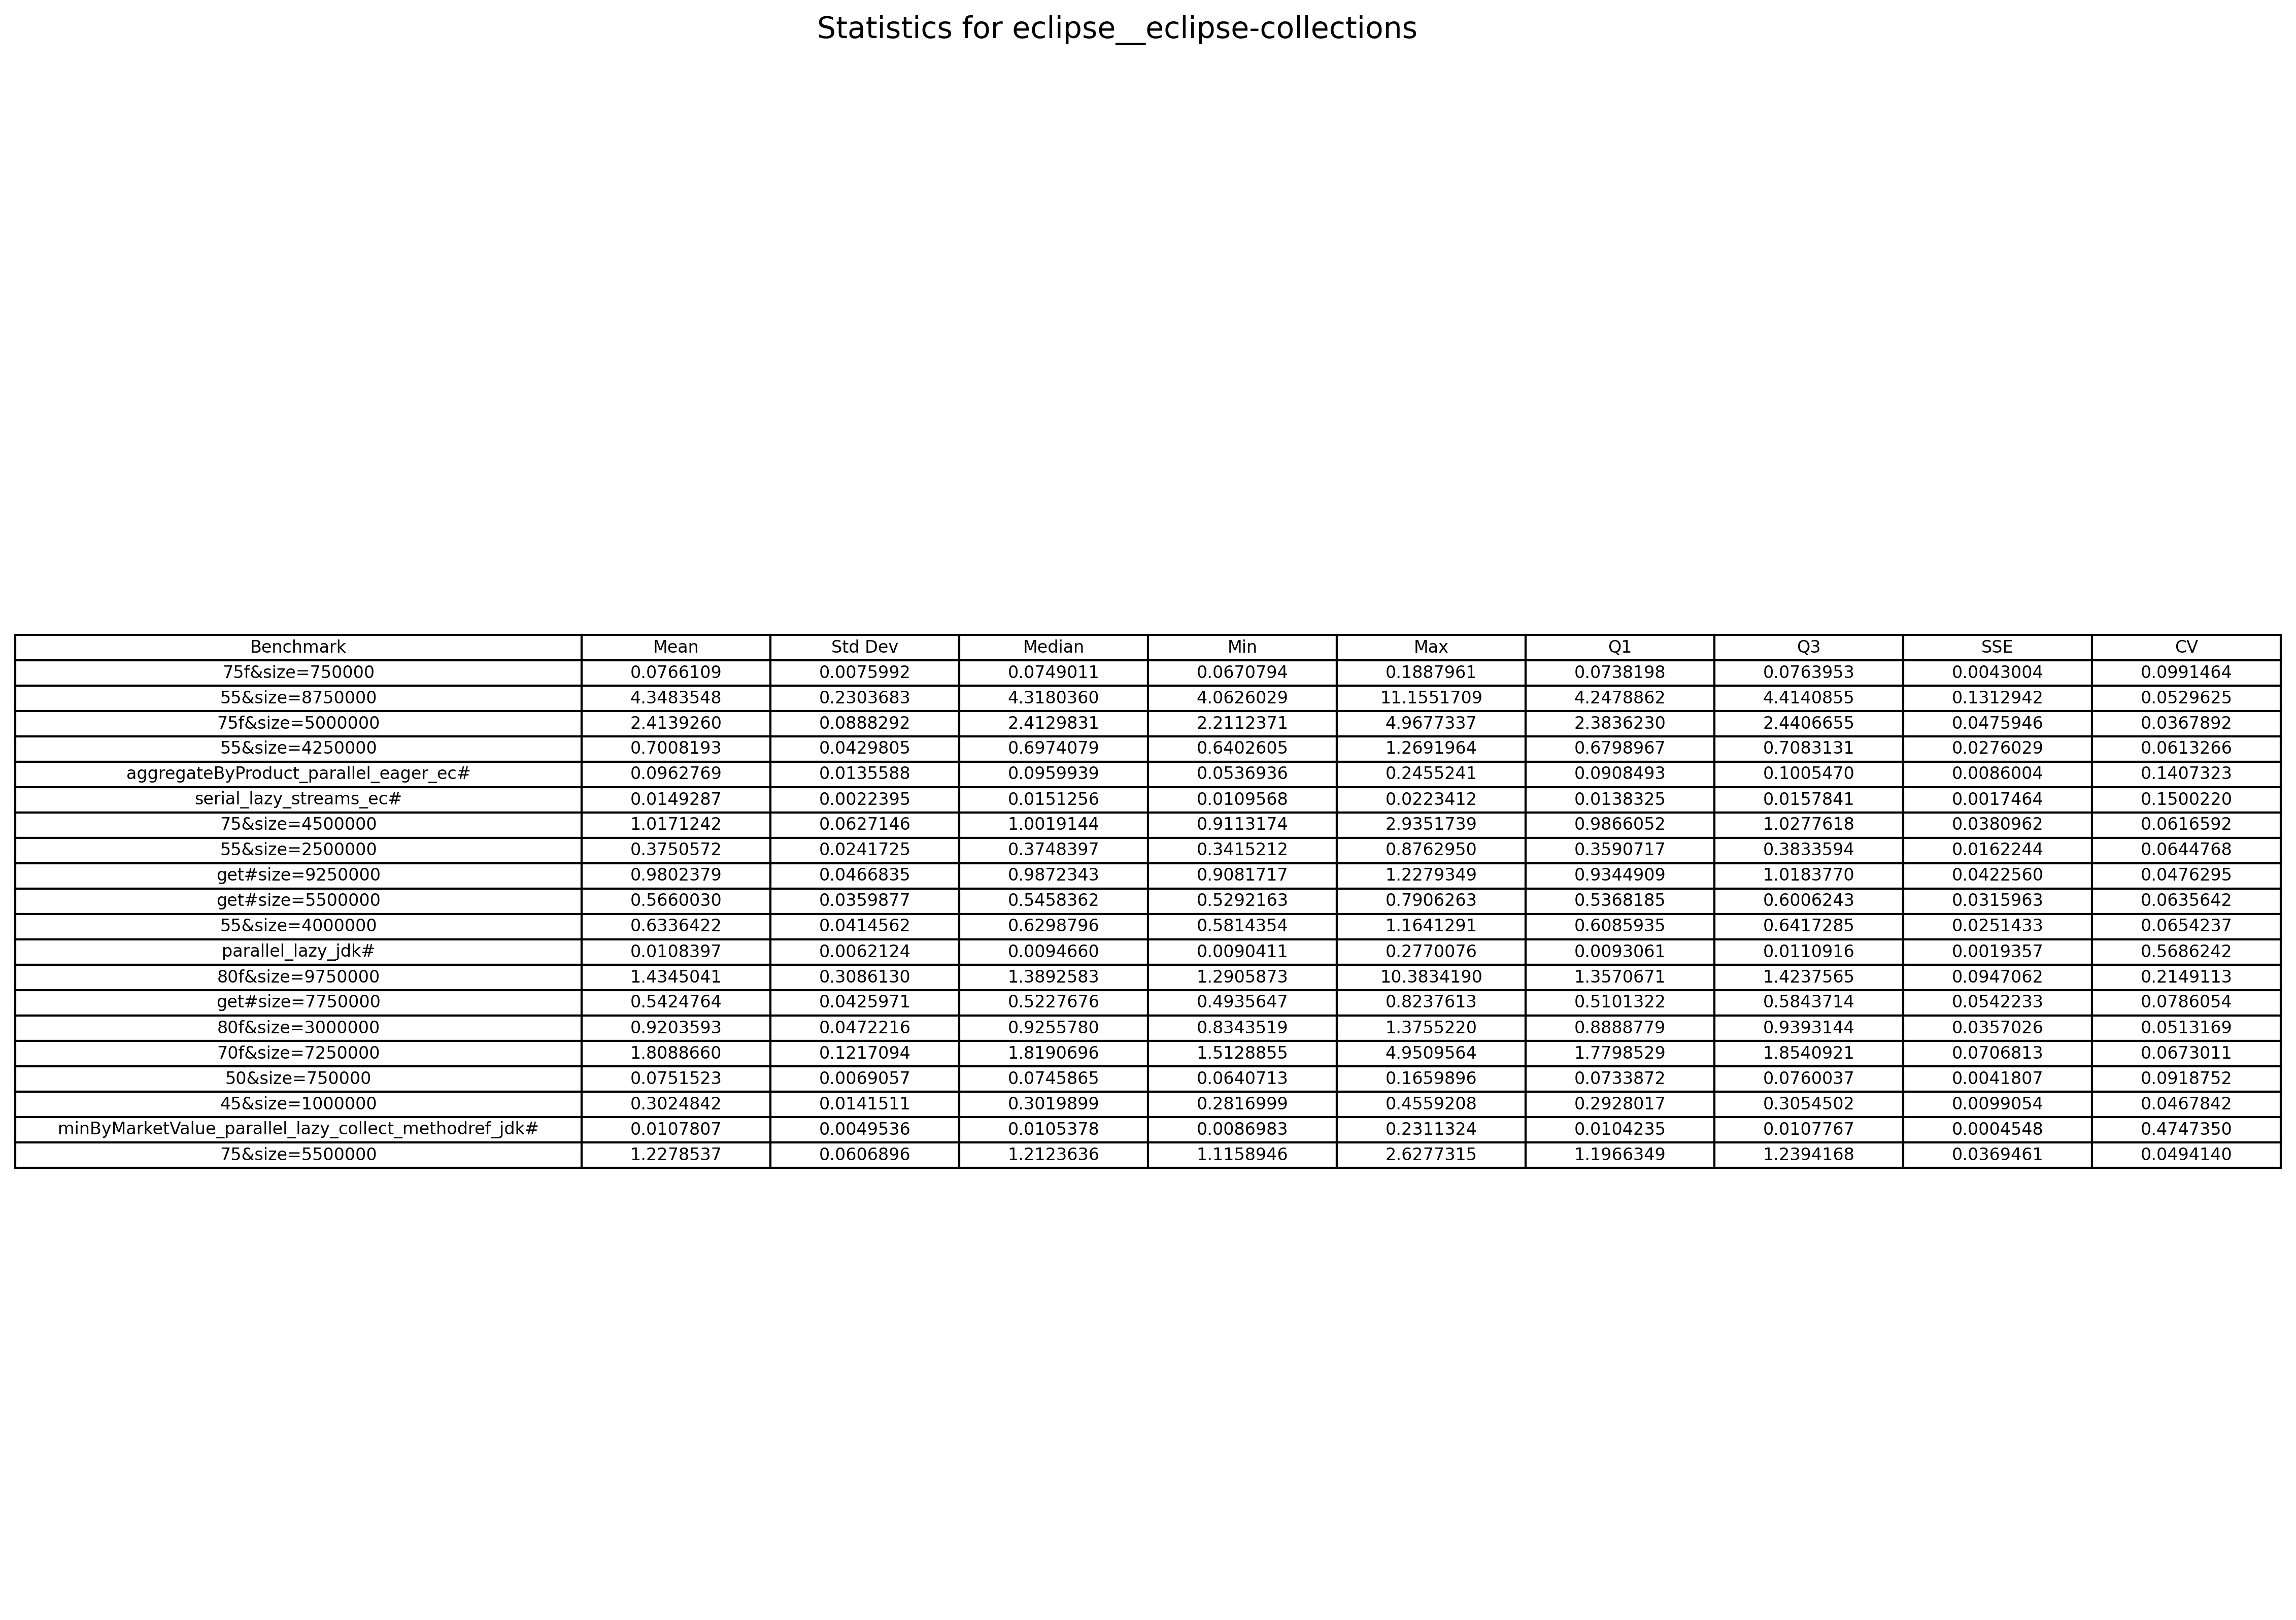 Statistics for eclipse__eclipse-collections
Benchmark Mean Std Dev Median Min Max Q1 Q3 SSE CV
75f&size=750000 0.0766109 0.0075992 0.0749011 0.0670794 0.1887961 0.0738198 0.0763953 0.0043004 0.0991464
55&size=8750000 4.3483548 0.2303683 4.3180360 4.0626029 11.1551709 4.2478862 4.4140855 0.1312942 0.0529625
75f&size=5000000 2.4139260 0.0888292 2.4129831 2.2112371 4.9677337 2.3836230 2.4406655 0.0475946 0.0367892
55&size=4250000 0.7008193 0.0429805 0.6974079 0.6402605 1.2691964 0.6798967 0.7083131 0.0276029 0.0613266
aggregateByProduct_parallel_eager_ec# 0.0962769 0.0135588 0.0959939 0.0536936 0.2455241 0.0908493 0.1005470 0.0086004 0.1407323
serial_lazy_streams_ec# 0.0149287 0.0022395 0.0151256 0.0109568 0.0223412 0.0138325 0.0157841 0.0017464 0.1500220
75&size=4500000 1.0171242 0.0627146 1.0019144 0.9113174 2.9351739 0.9866052 1.0277618 0.0380962 0.0616592
55&size=2500000 0.3750572 0.0241725 0.3748397 0.3415212 0.8762950 0.3590717 0.3833594 0.0162244 0.0644768
get#size=9250000 0.9802379 0.0466835 0.9872343 0.9081717 1.2279349 0.9344909 1.0183770 0.0422560 0.0476295
get#size=5500000 0.5660030 0.0359877 0.5458362 0.5292163 0.7906263 0.5368185 0.6006243 0.0315963 0.0635642
55&size=4000000 0.6336422 0.0414562 0.6298796 0.5814354 1.1641291 0.6085935 0.6417285 0.0251433 0.0654237
parallel_lazy_jdk# 0.0108397 0.0062124 0.0094660 0.0090411 0.2770076 0.0093061 0.0110916 0.0019357 0.5686242
80f&size=9750000 1.4345041 0.3086130 1.3892583 1.2905873 10.3834190 1.3570671 1.4237565 0.0947062 0.2149113
get#size=7750000 0.5424764 0.0425971 0.5227676 0.4935647 0.8237613 0.5101322 0.5843714 0.0542233 0.0786054
80f&size=3000000 0.9203593 0.0472216 0.9255780 0.8343519 1.3755220 0.8888779 0.9393144 0.0357026 0.0513169
70f&size=7250000 1.8088660 0.1217094 1.8190696 1.5128855 4.9509564 1.7798529 1.8540921 0.0706813 0.0673011
50&size=750000 0.0751523 0.0069057 0.0745865 0.0640713 0.1659896 0.0733872 0.0760037 0.0041807 0.0918752
45&size=1000000 0.3024842 0.0141511 0.3019899 0.2816999 0.4559208 0.2928017 0.3054502 0.0099054 0.0467842
minByMarketValue_parallel_lazy_collect_methodref_jdk# 0.0107807 0.0049536 0.0105378 0.0086983 0.2311324 0.0104235 0.0107767 0.0004548 0.4747350
75&size=5500000 1.2278537 0.0606896 1.2123636 1.1158946 2.6277315 1.1966349 1.2394168 0.0369461 0.0494140